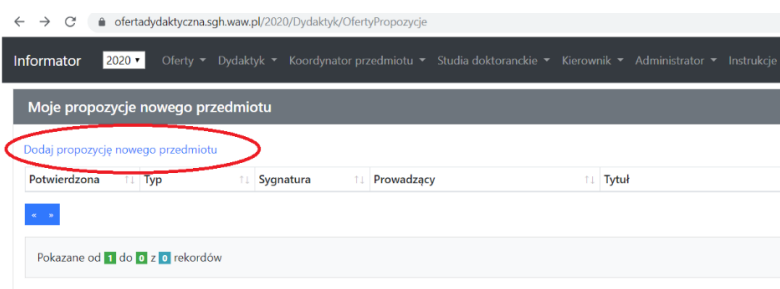 ofertadydaktyczna.sgh.waw.pl/2020/Dydaktyk/OfertyPropozycje
Informator 2020 Oferty Dydaktyk Koordynator przedmiotu Studia doktoranckie Kierownik Administrator Instrukcje
Moje propozycje nowego przedmiotu
Dodaj propozycję nowego przedmiotu
Potwierdzona Typ Sygnatura Prowadzący Tytuł
« »
Pokazane od 1 do 0 z 0 rekordów